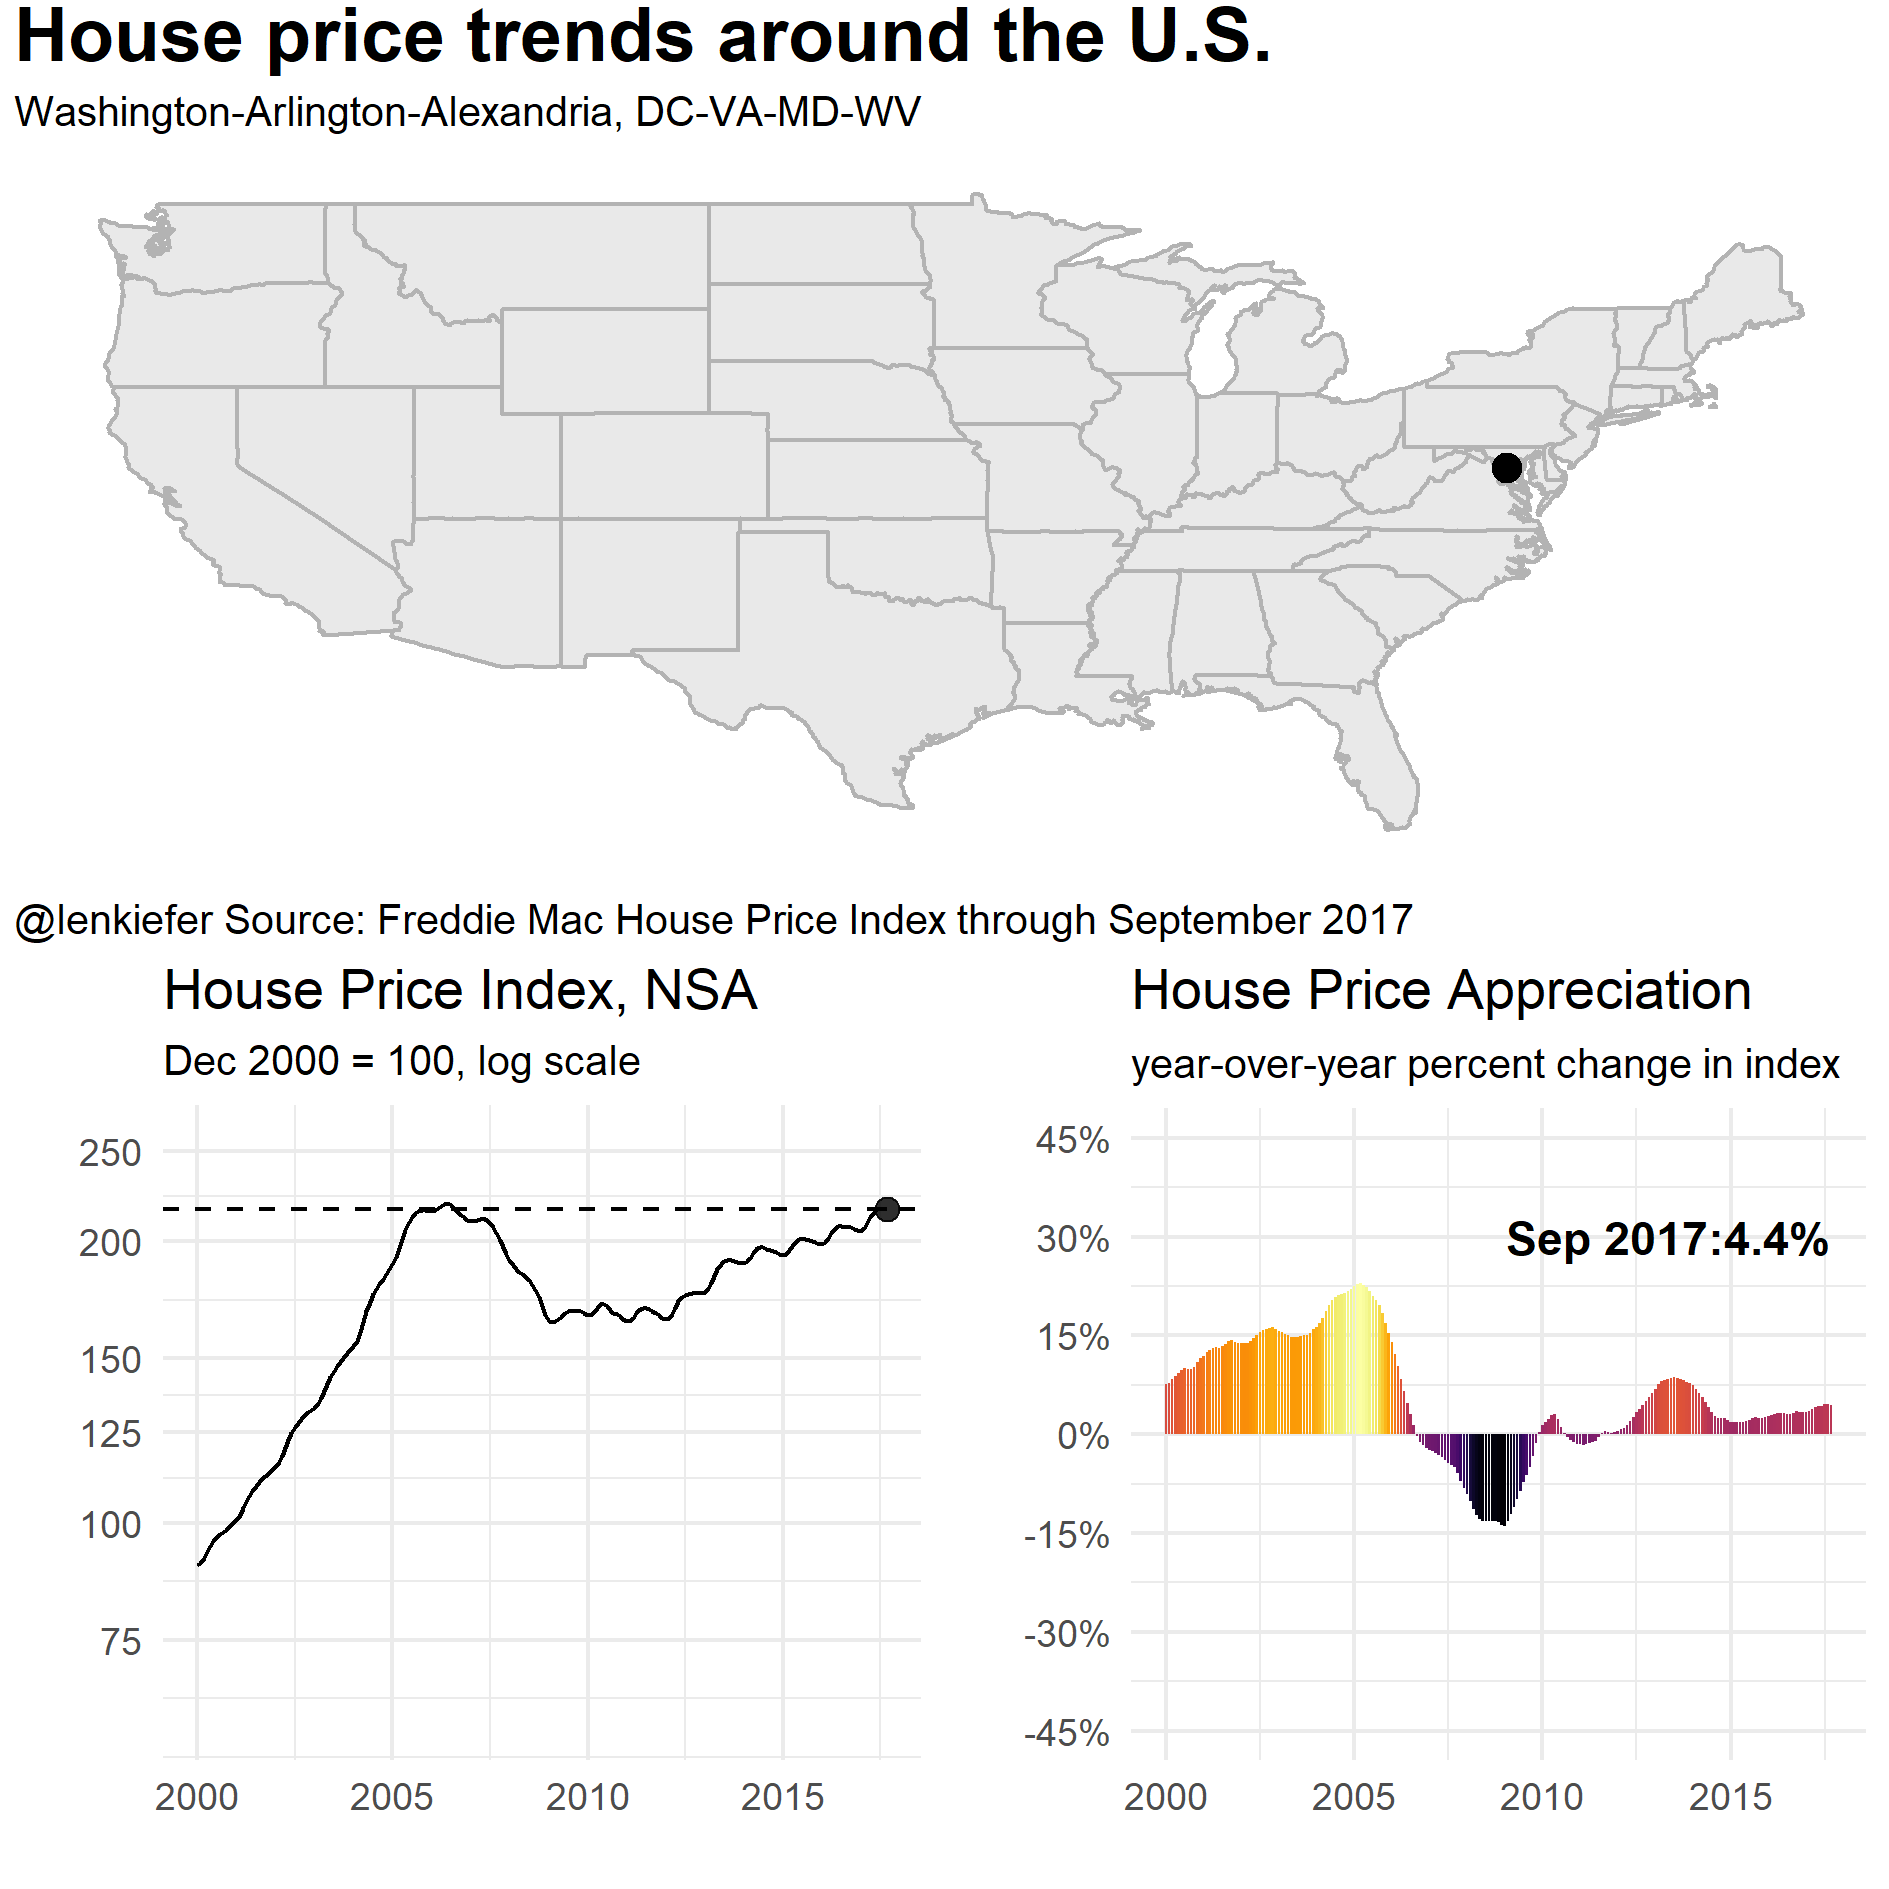 House price trends around the U.S.
Washington-Arlington-Alexandria, DC-VA-MD-WV
@lenkiefer Source: Freddie Mac House Price Index through September 2017
House Price Index, NSA
Dec 2000 = 100, log scale
250
200
150
125
100
75
2000 2005 2010 2015
House Price Appreciation
year-over-year percent change in index
45%
30%
Sep 2017:4.4%
15%
0%
-15%
-30%
-45%
2000 2005 2010 2015